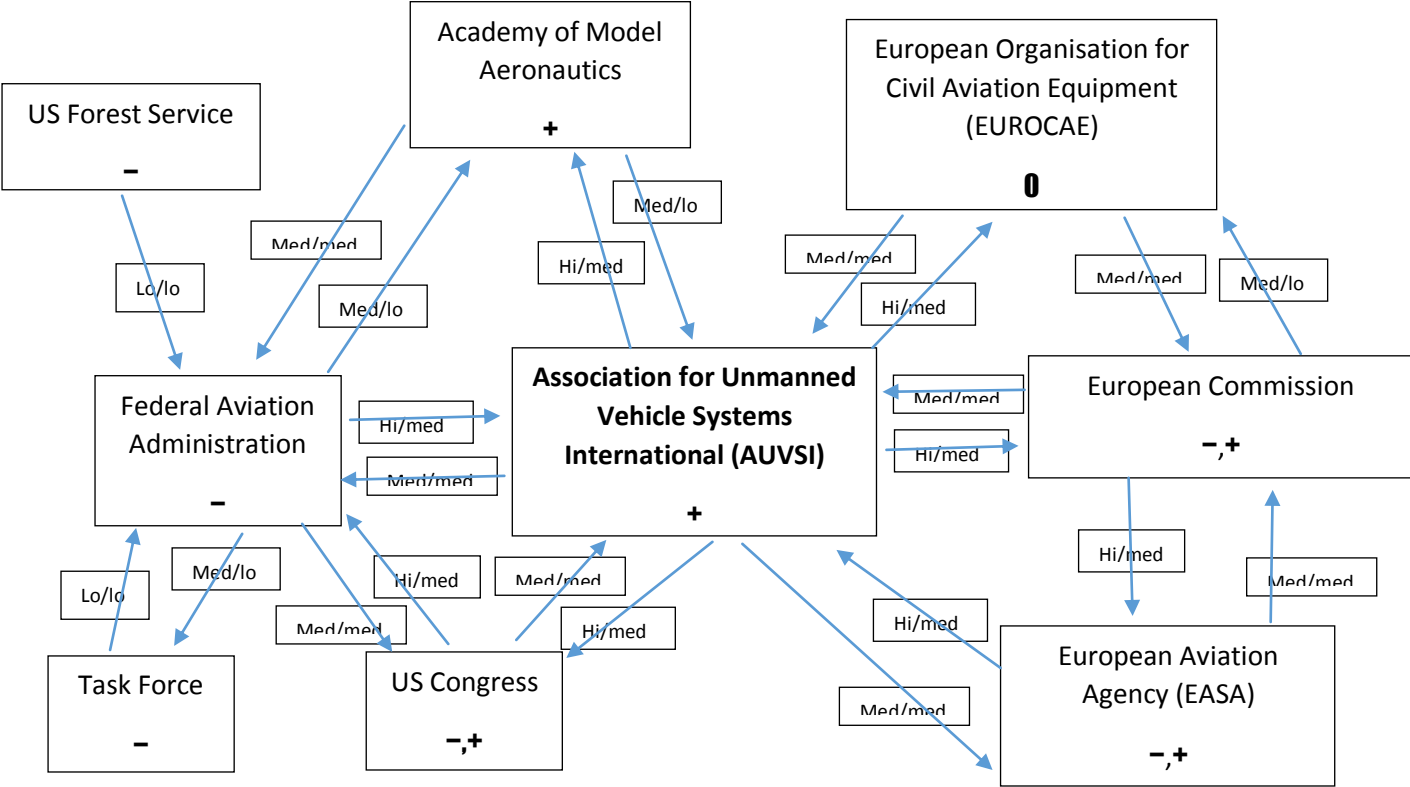 Academy of Model
Aeronautics
+
European Organisation for
Civil Aviation Equipment
(EUROCAE)
0
US Forest Service
−
Med/lo
Med/med
Med/med
Hi/med
Med/med
Med/lo
Lo/lo
Med/lo
Hi/med
Association for Unmanned
Vehicle Systems
International (AUVSI)
+
European Commission
−,+
Federal Aviation
Administration
−
Med/med
Hi/med
Hi/med
Med/med
Hi/med
Med/med
Lo/lo
Med/lo
Hi/med
Med/med
Hi/med
Med/med
Hi/med
Task Force
−
US Congress
−,+
Med/med
European Aviation
Agency (EASA)
−,+